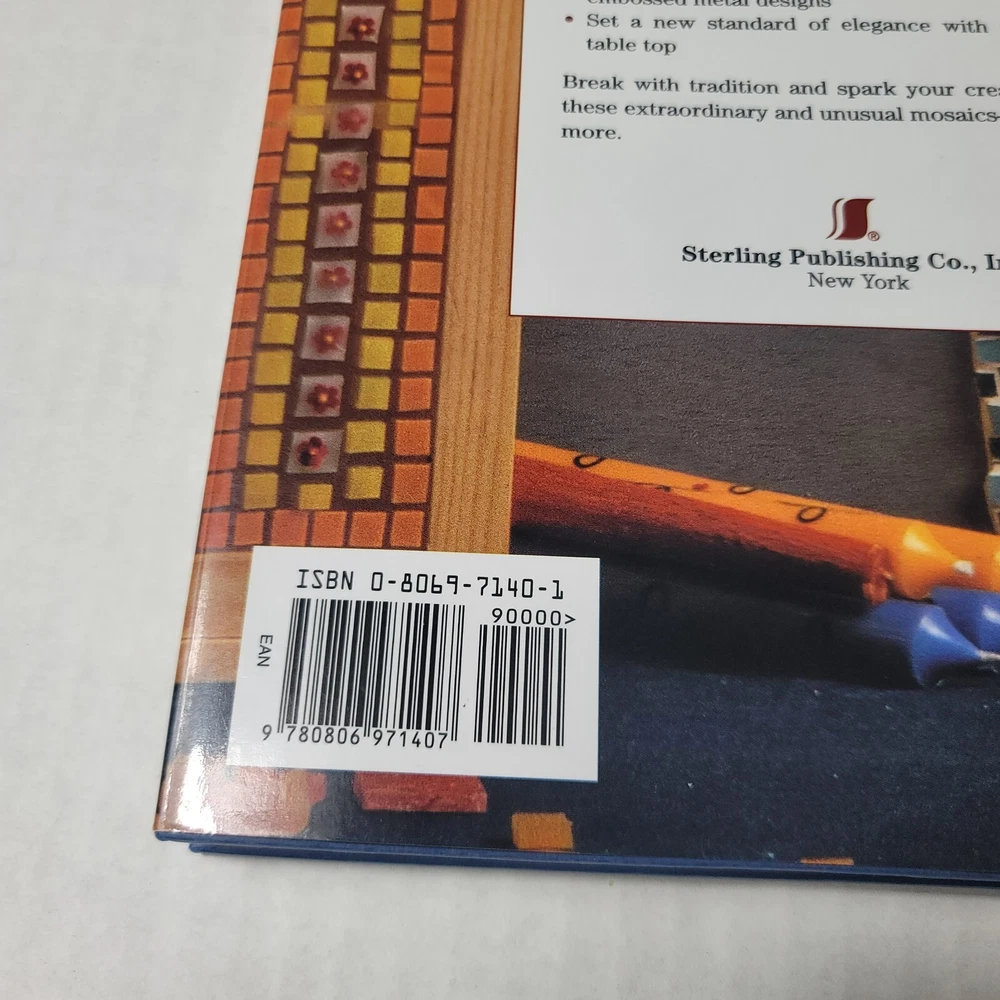 embossed metal designs
• Set a new standard of elegance with
table top
Break with tradition and spark your
these extraordinary and unusual mosaics
more.
®
Sterling Publishing Co.,
New York
ISBN 0-8069-7140-1
90000>
EAN
9 780806 971407